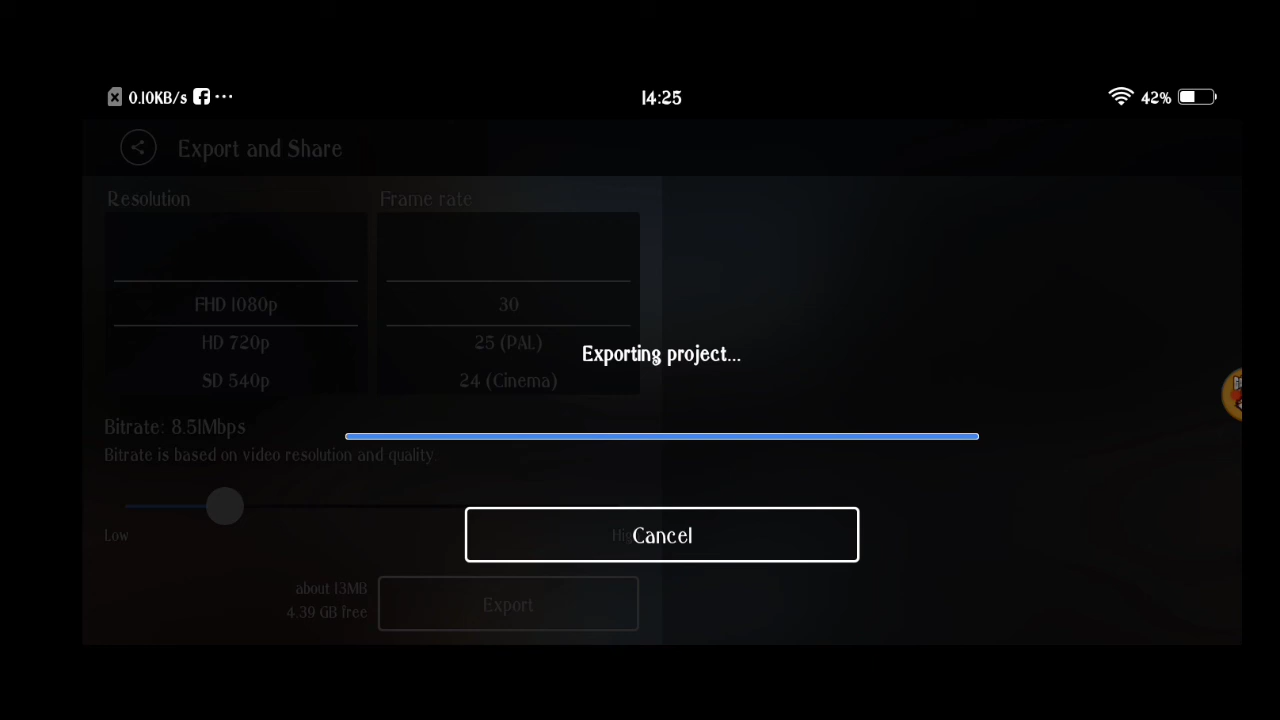 0.10KB/s
14:25
42%
Export and Share
Resolution
Frame rate
FHD 1080p
30
HD 720p
25 (PAL)
SD 540p
24 (Cinema)
Exporting project...
Bitrate: 8.51Mbps
Bitrate is based on video resolution and quality.
Low
Hig
Cancel
about 13MB
4.39 GB free
Export